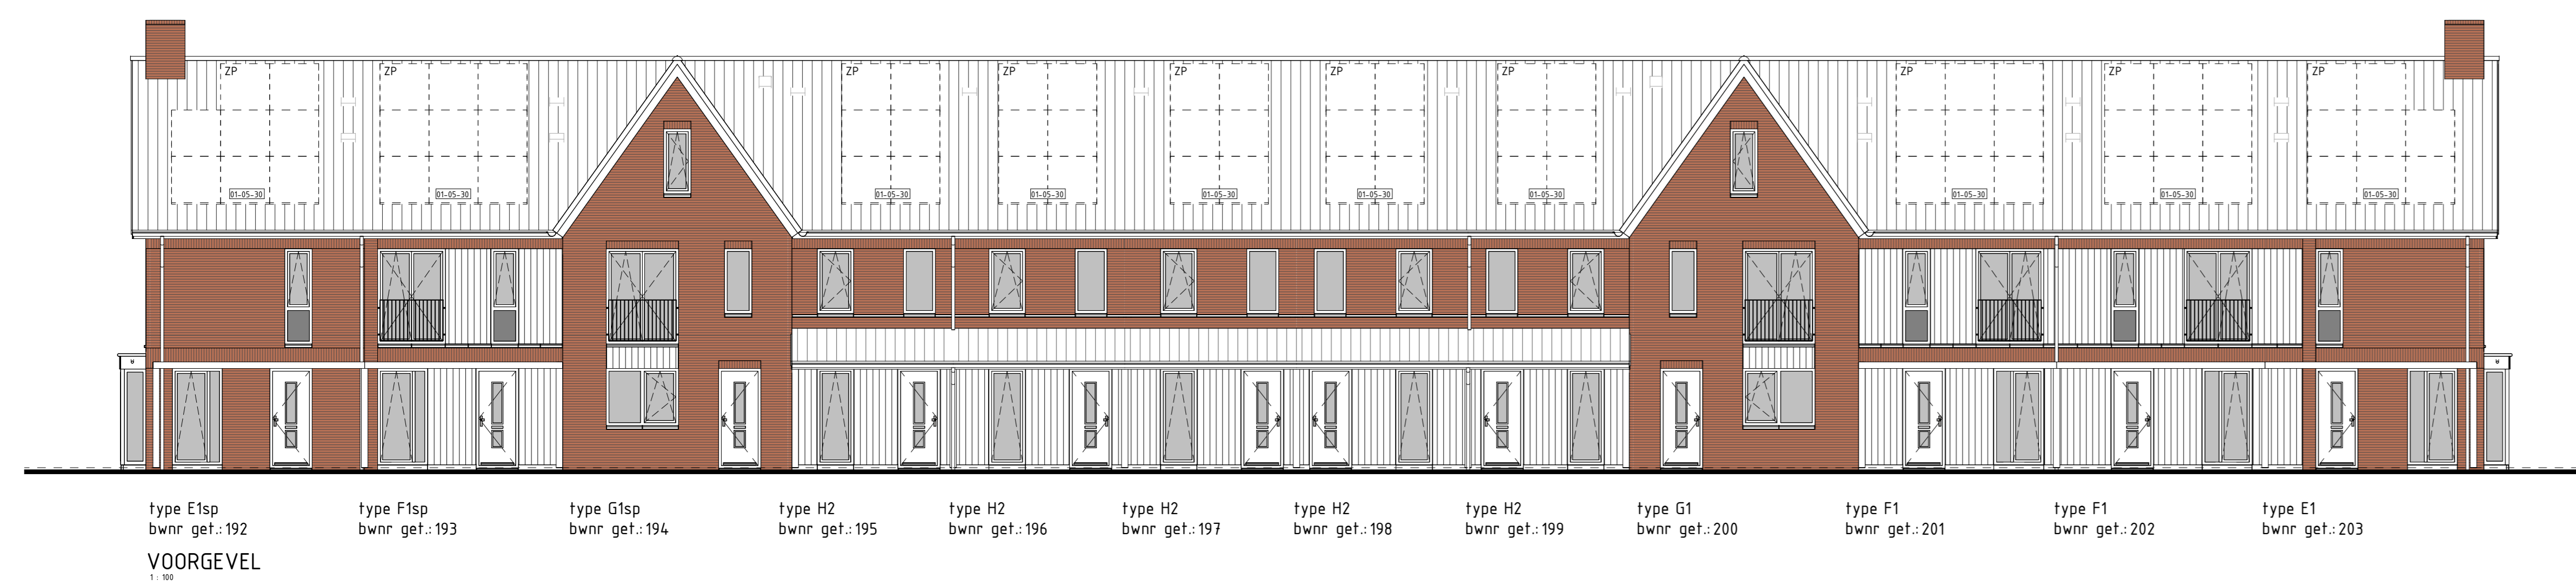 ZP ZP ZP ZP ZP ZP ZP ZP ZP ZP
01-05-30 01-05-30 01-05-30 01-05-30 01-05-30 01-05-30 01-05-30 01-05-30 01-05-30 01-05-30
type E1sp
bwnr get.: 192
type F1sp
bwnr get.: 193
type G1sp
bwnr get.: 194
type H2
bwnr get.: 195
type H2
bwnr get.: 196
type H2
bwnr get.: 197
type H2
bwnr get.: 198
type H2
bwnr get.: 199
type G1
bwnr get.: 200
type F1
bwnr get.: 201
type F1
bwnr get.: 202
type E1
bwnr get.: 203
VOORGEVEL
1 : 100